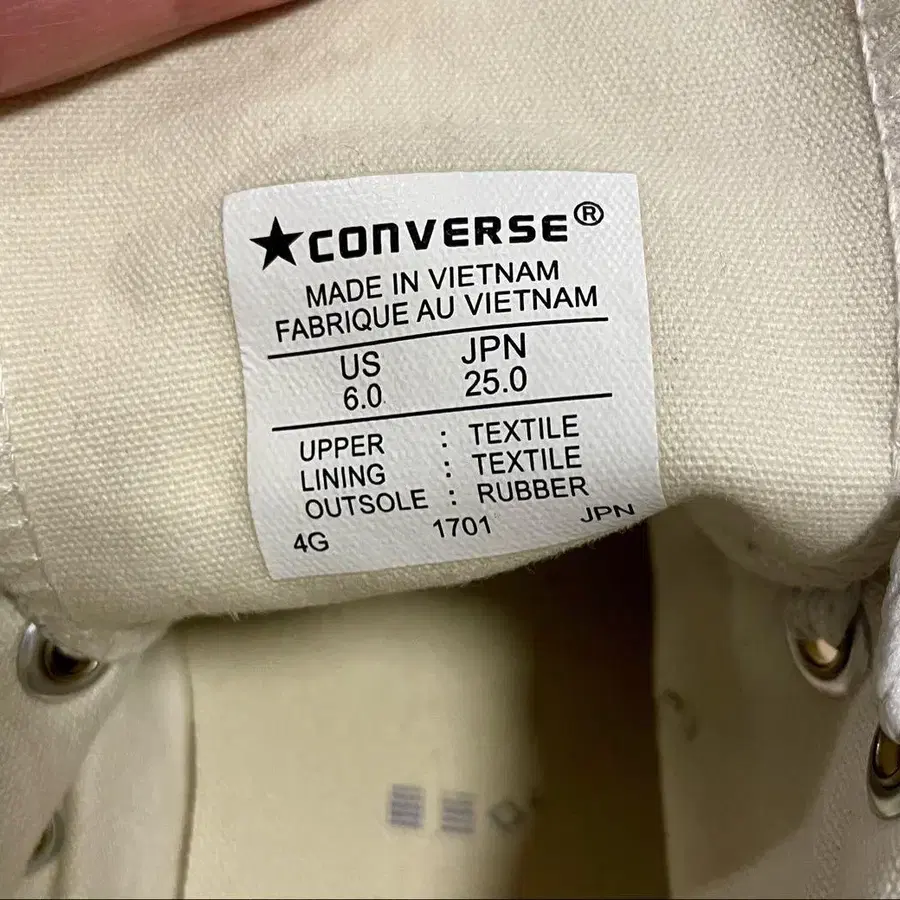 ★CONVERSE®
MADE IN VIETNAM
FABRIQUE AU VIETNAM
US JPN
6.0 25.0
UPPER : TEXTILE
LINING : TEXTILE
OUTSOLE : RUBBER
4G 1701 JPN